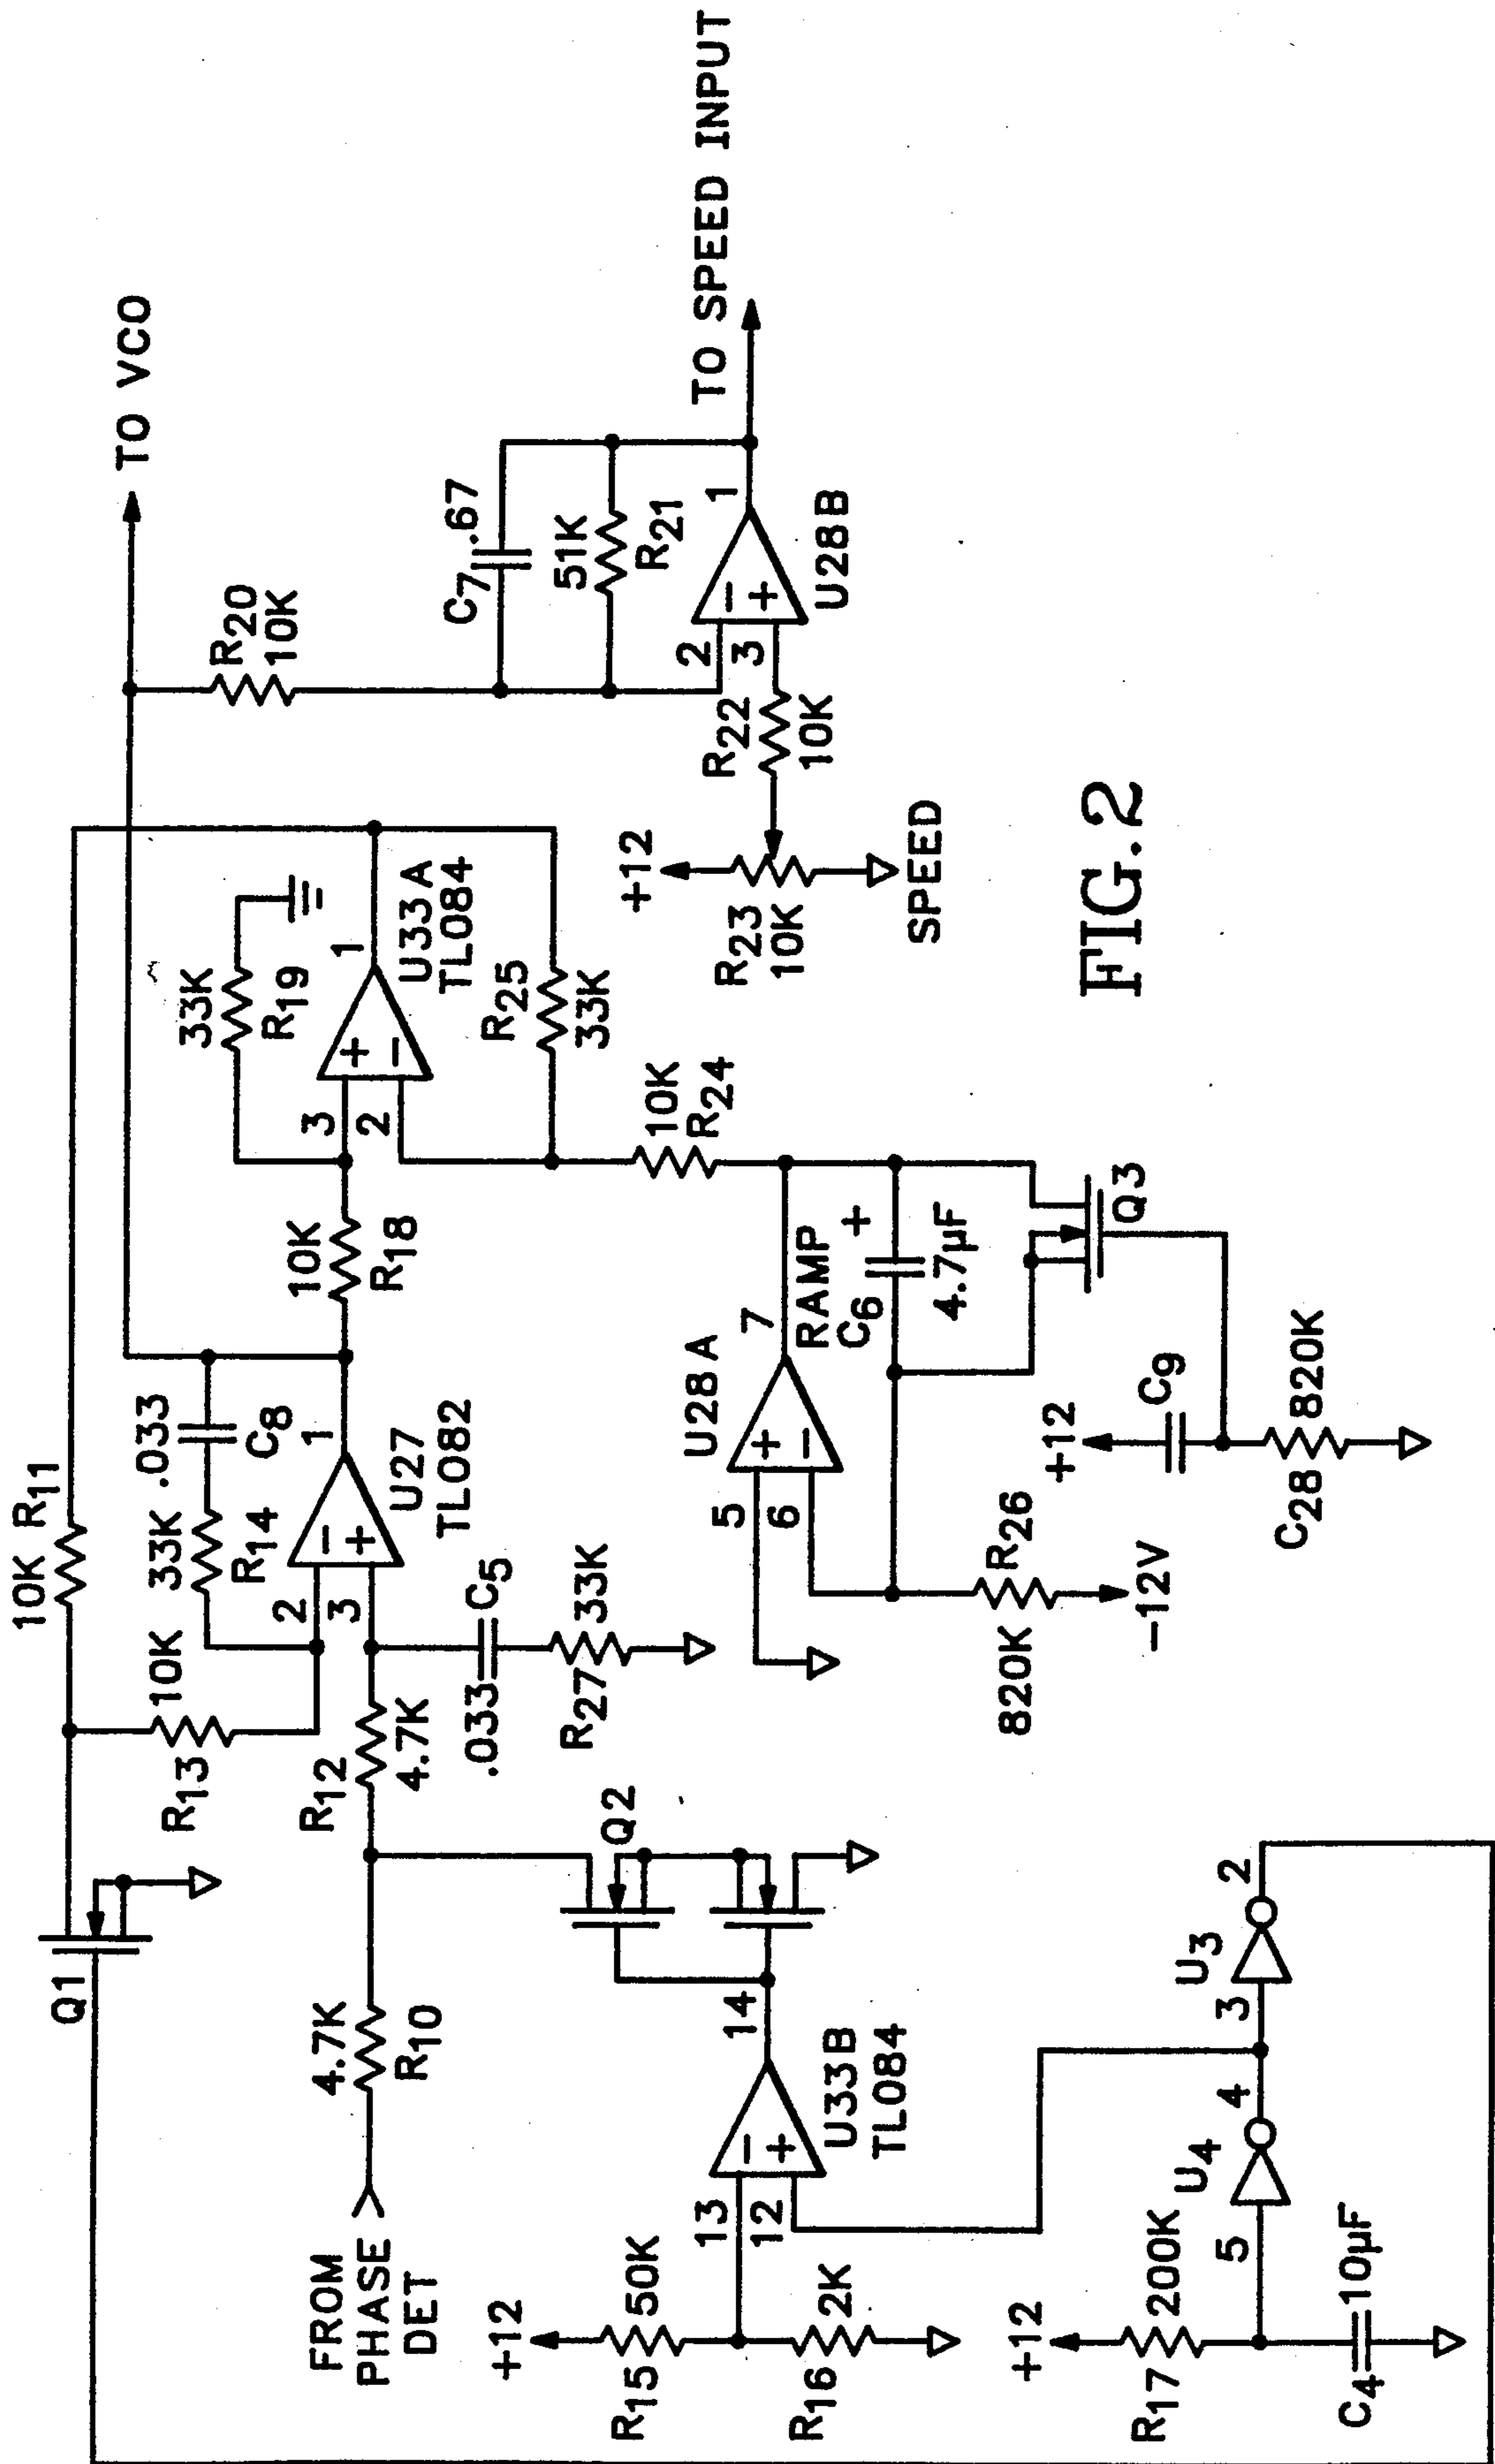 TO VCO
TO SPEED INPUT
10K R11
Q1
R13
10K
33K
R14
.033
C8
2
3
1
U27
TL082
10K
R18
33K
R19
3
2
1
U33A
TL084
R25
33K
R20
10K
C7
.67
51K
R21
2
3
1
U28B
R22
10K
+12
R23
10K
SPEED
FROM
PHASE
DET
4.7K
R10
R12
4.7K
.033
C5
R27
33K
Q2
+12
R15
50K
R16
2K
13
12
14
U33B
TL084
U28A
5
6
7
RAMP
C6
+
4.7µF
10K
R24
820K
R26
-12V
+12
C9
C28
820K
Q3
+12
R17
200K
C4
10µF
5
U4
4
3
U3
2
FIG.2